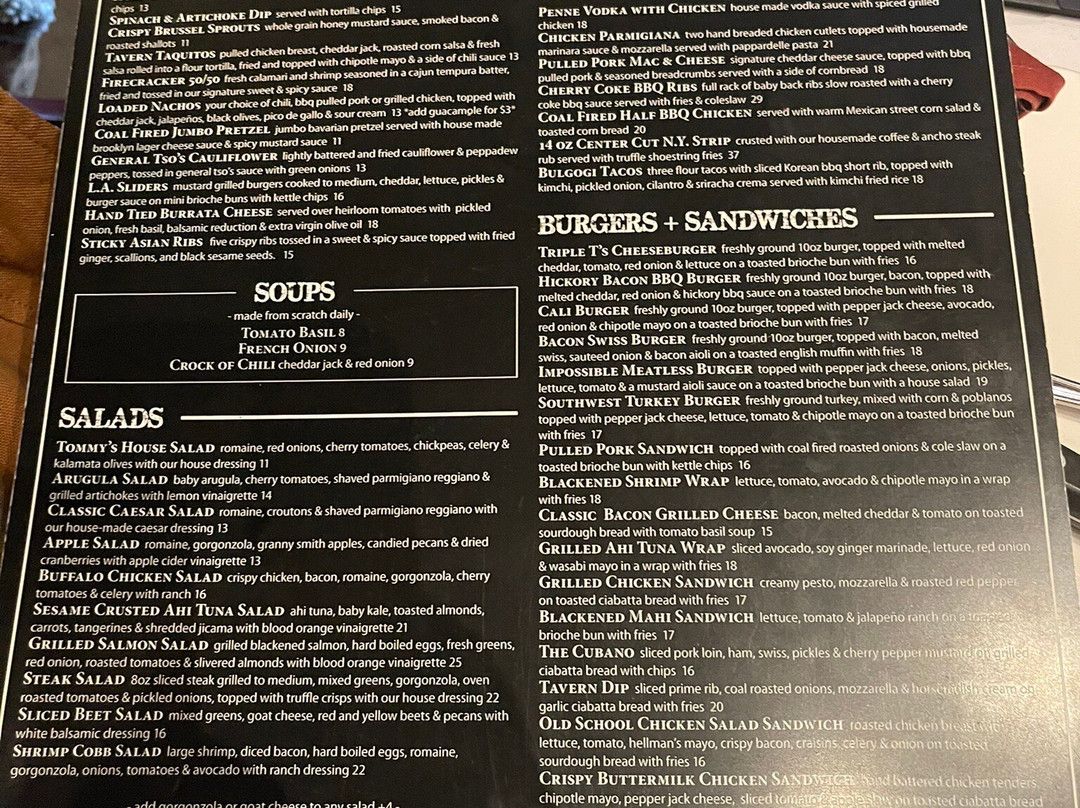 chips 13
SPINACH & ARTICHOKE DIP served with tortilla chips 15
CRISPY BRUSSEL SPROUTS whole grain honey mustard sauce, smoked bacon &
roasted shallots 11
TAVERN TAQUITOS pulled chicken breast, cheddar jack, roasted corn salsa & fresh
salsa rolled into a flour tortilla, fried and topped with chipotle mayo & a side of chili sauce 13
FIRECRACKER 50/50 fresh calamari and shrimp seasoned in a cajun tempura batter,
fried and tossed in our signature sweet & spicy sauce 18
LOADED NACHOS your choice of chili, bbq pulled pork or grilled chicken, topped with
cheddar jack, jalapeños, black olives, pico de gallo & sour cream 13 *add guacample for $3*
COAL FIRED JUMBO PRETZEL jumbo bavarian pretzel served with house made
brooklyn lager cheese sauce & spicy mustard sauce 11
GENERAL TSO'S CAULIFLOWER lightly battered and fried cauliflower & peppadew
peppers, tossed in general tso's sauce with green onions 13
L.A. SLIDERS mustard grilled burgers cooked to medium, cheddar, lettuce, pickles &
burger sauce on mini brioche buns with kettle chips 16
HAND TIED BURRATA CHEESE served over heirloom tomatoes with pickled
onion, fresh basil, balsamic reduction & extra virgin olive oil 18
STICKY ASIAN RIBS five crispy ribs tossed in a sweet & spicy sauce topped with fried
ginger, scallions, and black sesame seeds. 15
SOUPS
- made from scratch daily -
TOMATO BASIL 8
FRENCH ONION 9
CROCK OF CHILI cheddar jack & red onion 9
SALADS
TOMMY'S HOUSE SALAD romaine, red onions, cherry tomatoes, chickpeas, celery &
kalamata olives with our house dressing 11
ARUGULA SALAD baby arugula, cherry tomatoes, shaved parmigiano reggiano &
grilled artichokes with lemon vinaigrette 14
CLASSIC CAESAR SALAD romaine, croutons & shaved parmigiano reggiano with
our house-made caesar dressing 13
APPLE SALAD romaine, gorgonzola, granny smith apples, candied pecans & dried
cranberries with apple cider vinaigrette 13
BUFFALO CHICKEN SALAD crispy chicken, bacon, romaine, gorgonzola, cherry
tomatoes & celery with ranch 16
SESAME CRUSTED AHI TUNA SALAD ahi tuna, baby kale, toasted almonds,
carrots, tangerines & shredded jicama with blood orange vinaigrette 21
GRILLED SALMON SALAD grilled blackened salmon, hard boiled eggs, fresh greens,
red onion, roasted tomatoes & slivered almonds with blood orange vinaigrette 25
STEAK SALAD 8oz sliced steak grilled to medium, mixed greens, gorgonzola, oven
roasted tomatoes & pickled onions, topped with truffle crisps with our house dressing 22
SLICED BEET SALAD mixed greens, goat cheese, red and yellow beets & pecans with
white balsamic dressing 16
SHRIMP COBB SALAD large shrimp, diced bacon, hard boiled eggs, romaine,
gorgonzola, onions, tomatoes & avocado with ranch dressing 22
- add gorgonzola or goat cheese to any salad +4 -
PENNE VODKA WITH CHICKEN house made vodka sauce with spiced grilled
chicken 18
CHICKEN PARMIGIANA two hand breaded chicken cutlets topped with housemade
marinara sauce & mozzarella served with pappardelle pasta 21
PULLED PORK MAC & CHEESE signature cheddar cheese sauce, topped with bbq
pulled pork & seasoned breadcrumbs served with a side of cornbread 18
CHERRY COKE BBQ RIBS full rack of baby back ribs slow roasted with a cherry
coke bbq sauce served with fries & coleslaw 29
COAL FIRED HALF BBQ CHICKEN served with warm Mexican street corn salad &
toasted corn bread 20
14 OZ CENTER CUT N.Y. STRIP crusted with our housemade coffee & ancho steak
rub served with truffle shoestring fries 37
BULGOGI TACOS three flour tacos with sliced Korean bbq short rib, topped with
kimchi, pickled onion, cilantro & sriracha crema served with kimchi fried rice 18
BURGERS + SANDWICHES
TRIPLE T'S CHEESEBURGER freshly ground 10oz burger, topped with melted
cheddar, tomato, red onion & lettuce on a toasted brioche bun with fries 16
HICKORY BACON BBQ BURGER freshly ground 10oz burger, bacon, topped with
melted cheddar, red onion & hickory bbq sauce on a toasted brioche bun with fries 18
CALI BURGER freshly ground 10oz burger, topped with pepper jack cheese, avocado,
red onion & chipotle mayo on a toasted brioche bun with fries 17
BACON SWISS BURGER freshly ground 10oz burger, topped with bacon, melted
swiss, sauteed onion & bacon aioli on a toasted english muffin with fries 18
IMPOSSIBLE MEATLESS BURGER topped with pepper jack cheese, onions, pickles,
lettuce, tomato & a mustard aioli sauce on a toasted brioche bun with a house salad 19
SOUTHWEST TURKEY BURGER freshly ground turkey, mixed with corn & poblanos
topped with pepper jack cheese, lettuce, tomato & chipotle mayo on a toasted brioche bun
with fries 17
PULLED PORK SANDWICH topped with coal fired roasted onions & cole slaw on a
toasted brioche bun with kettle chips 16
BLACKENED SHRIMP WRAP lettuce, tomato, avocado & chipotle mayo in a wrap
with fries 18
CLASSIC BACON GRILLED CHEESE bacon, melted cheddar & tomato on toasted
sourdough bread with tomato basil soup 15
GRILLED AHI TUNA WRAP sliced avocado, soy ginger marinade, lettuce, red onion
& wasabi mayo in a wrap with fries 18
GRILLED CHICKEN SANDWICH creamy pesto, mozzarella & roasted red pepper
on toasted ciabatta bread with fries 17
BLACKENED MAHI SANDWICH lettuce, tomato & jalapeño ranch on a toasted
brioche bun with fries 17
THE CUBANO sliced pork loin, ham, swiss, pickles & cherry pepper mustard on grilled
ciabatta bread with chips 16
TAVERN DIP sliced prime rib, coal roasted onions, mozzarella & horseradish cream on
garlic ciabatta bread with fries 20
OLD SCHOOL CHICKEN SALAD SANDWICH roasted chicken breast with
lettuce, tomato, hellman's mayo, crispy bacon, craisins, celery & onion on toasted
sourdough bread with fries 16
CRISPY BUTTERMILK CHICKEN SANDWICH hand battered chicken tenders
chipotle mayo, pepper jack cheese, sliced tomato & on toasted ciabatta bread